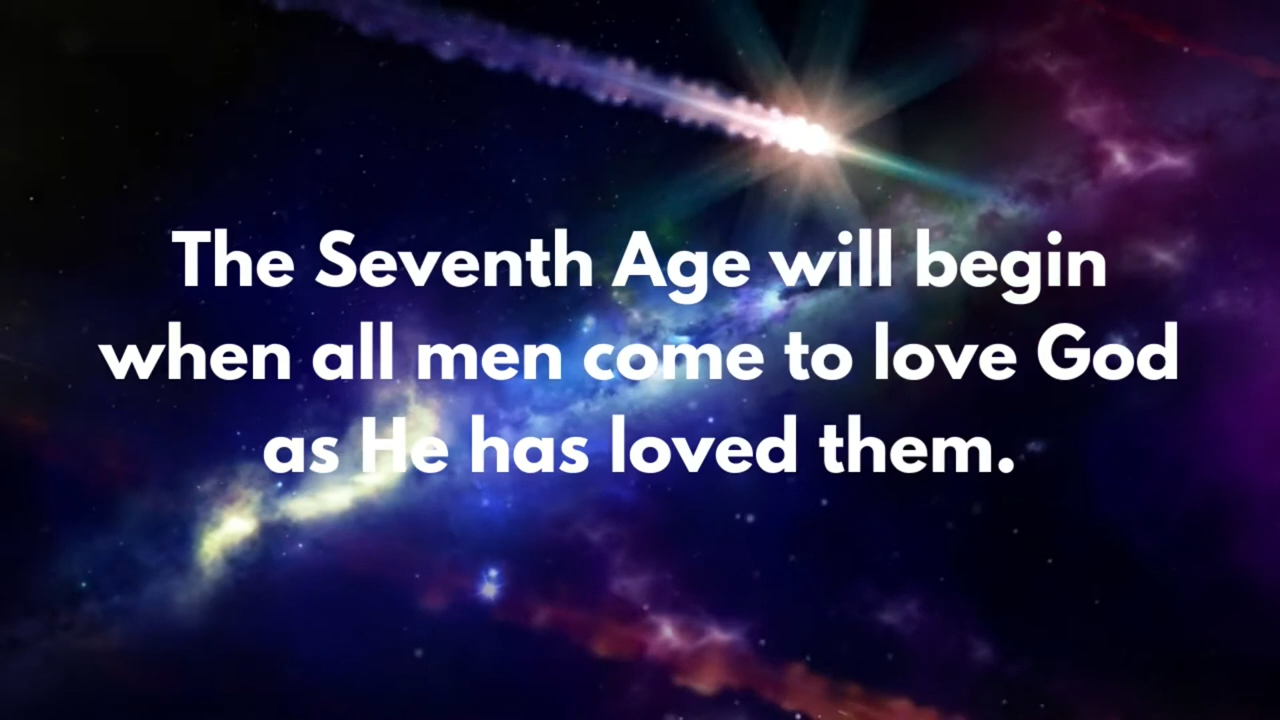 The Seventh Age will begin
when all men come to love God
as He has loved them.